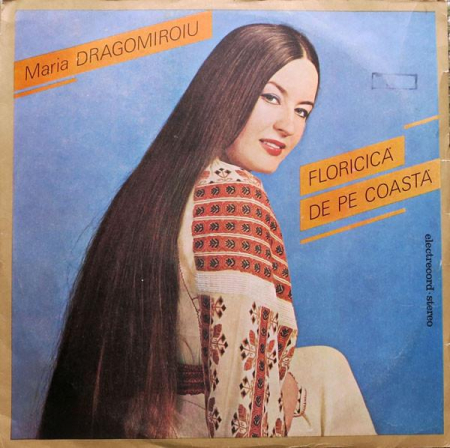 Maria DRAGOMIROIU
FLORICICĂ
DE PE COASTĂ
electrecord·stereo